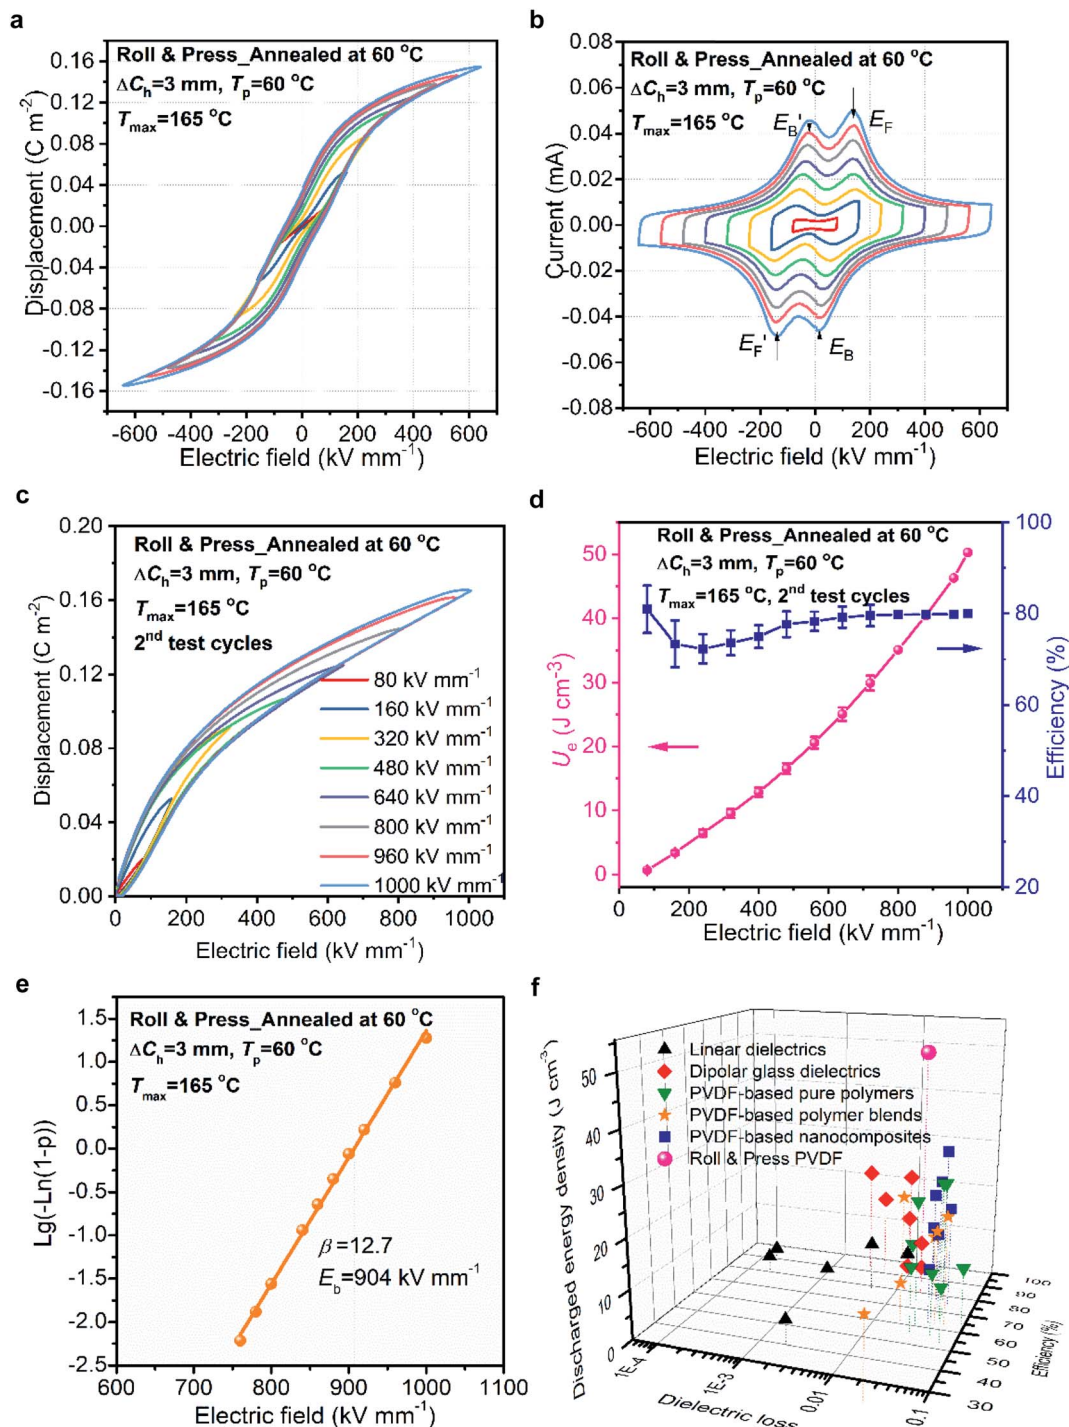 a
Roll & Press_Annealed at 60 °C
ΔCh=3 mm, Tp=60 °C
Tmax=165 °C
0.16
0.12
0.08
0.04
0.00
-0.04
-0.08
-0.12
-0.16
Displacement (C m-2)
-600 -400 -200 0 200 400 600
Electric field (kV mm-1)
b
Roll & Press_Annealed at 60 °C
ΔCh=3 mm, Tp=60 °C
Tmax=165 °C
EB'
EF
EF'
EB
0.08
0.06
0.04
0.02
0.00
-0.02
-0.04
-0.06
-0.08
Current (mA)
-600 -400 -200 0 200 400 600
Electric field (kV mm-1)
c
Roll & Press_Annealed at 60 °C
ΔCh=3 mm, Tp=60 °C
Tmax=165 °C
2nd test cycles
80 kV mm-1
160 kV mm-1
320 kV mm-1
480 kV mm-1
640 kV mm-1
800 kV mm-1
960 kV mm-1
1000 kV mm-1
0.20
0.16
0.12
0.08
0.04
0.00
Displacement (C m-2)
0 200 400 600 800 1000
Electric field (kV mm-1)
d
Roll & Press_Annealed at 60 °C
ΔCh=3 mm, Tp=60 °C
Tmax=165 °C, 2nd test cycles
50
40
30
20
10
0
Ue (J cm-3)
100
80
60
40
20
Efficiency (%)
0 200 400 600 800 1000
Electric field (kV mm-1)
e
Roll & Press_Annealed at 60 °C
ΔCh=3 mm, Tp=60 °C
Tmax=165 °C
β=12.7
Eb=904 kV mm-1
1.5
1.0
0.5
0.0
-0.5
-1.0
-1.5
-2.0
-2.5
Lg(-Ln(1-p))
600 700 800 900 1000 1100
Electric field (kV mm-1)
f
Linear dielectrics
Dipolar glass dielectrics
PVDF-based pure polymers
PVDF-based polymer blends
PVDF-based nanocomposites
Roll & Press PVDF
50
40
30
20
10
0
Discharged energy density (J cm-3)
1E-4
1E-3
0.01
0.1
Dielectric loss
100
90
80
70
60
50
40
30
Efficiency (%)